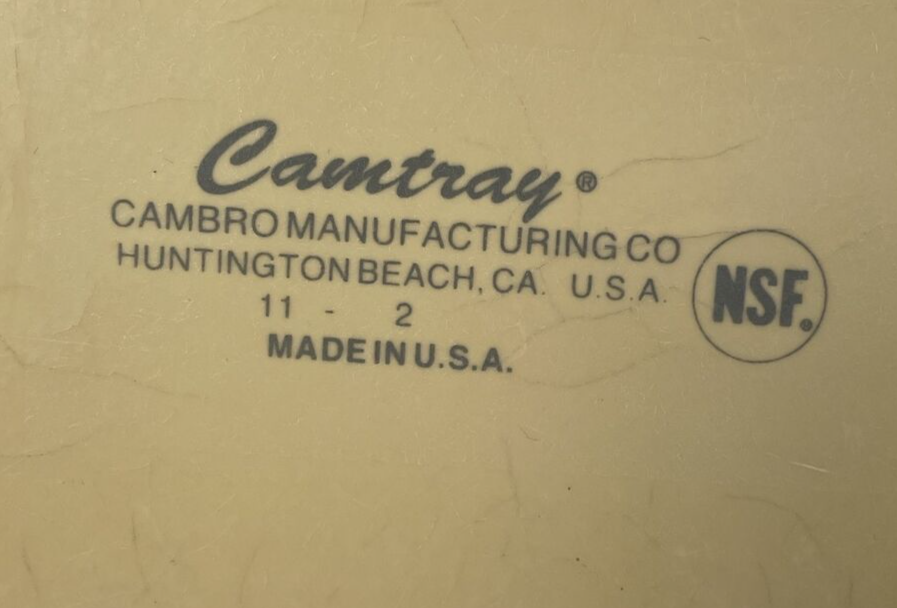 Camtray®
CAMBRO MANUFACTURING CO
HUNTINGTON BEACH, CA. U.S.A.
11 - 2
MADE IN U.S.A.
NSF®